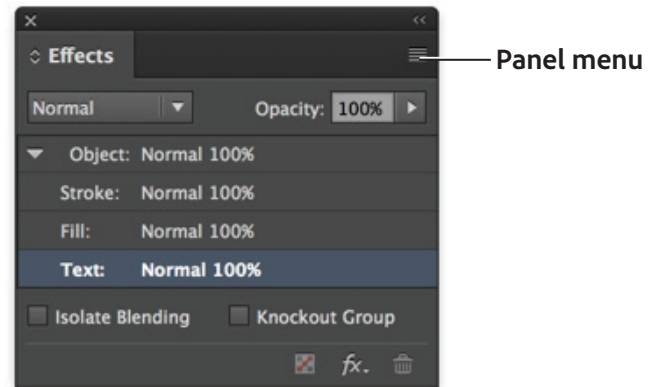 Effects
Panel menu
Normal Opacity: 100%
Object: Normal 100%
Stroke: Normal 100%
Fill: Normal 100%
Text: Normal 100%
Isolate Blending Knockout Group
fx.